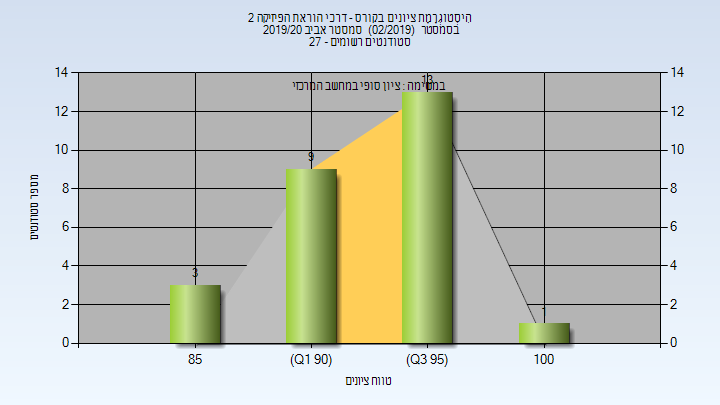 היסטוגרמת ציונים בקורס - דרכי הוראת הפיזיקה 2
בסמסטר (02/2019) סמסטר אביב 2019/20
סטודנטים רשומים - 27
במשימה : ציון סופי במחשב המרכזי
מספר סטודנטים
14
12
10
8
6
4
2
0
14
12
10
8
6
4
2
0
3
9
13
1
85
(Q1 90)
(Q3 95)
100
טווח ציונים